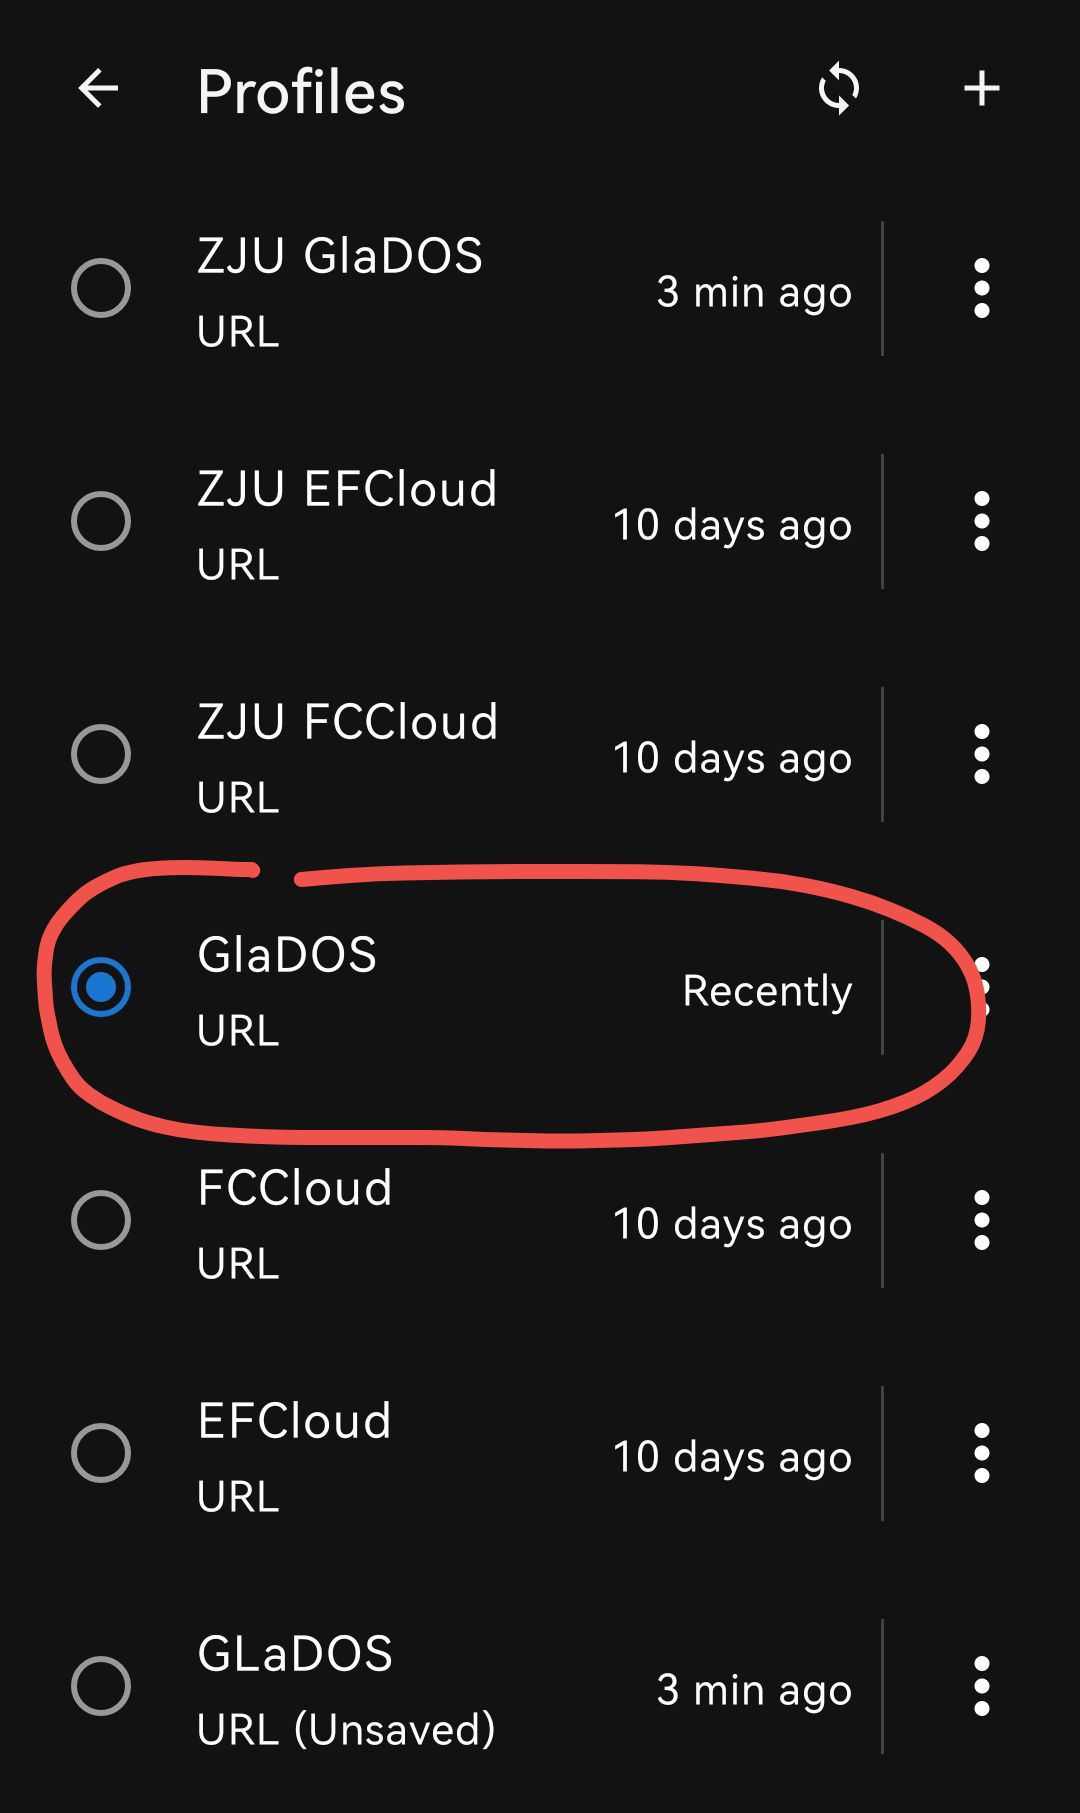 Profiles
ZJU GlaDOS
3 min ago
URL
ZJU EFCloud
10 days ago
URL
ZJU FCCloud
10 days ago
URL
GlaDOS
Recently
URL
FCCloud
10 days ago
URL
EFCloud
10 days ago
URL
GLaDOS
3 min ago
URL (Unsaved)